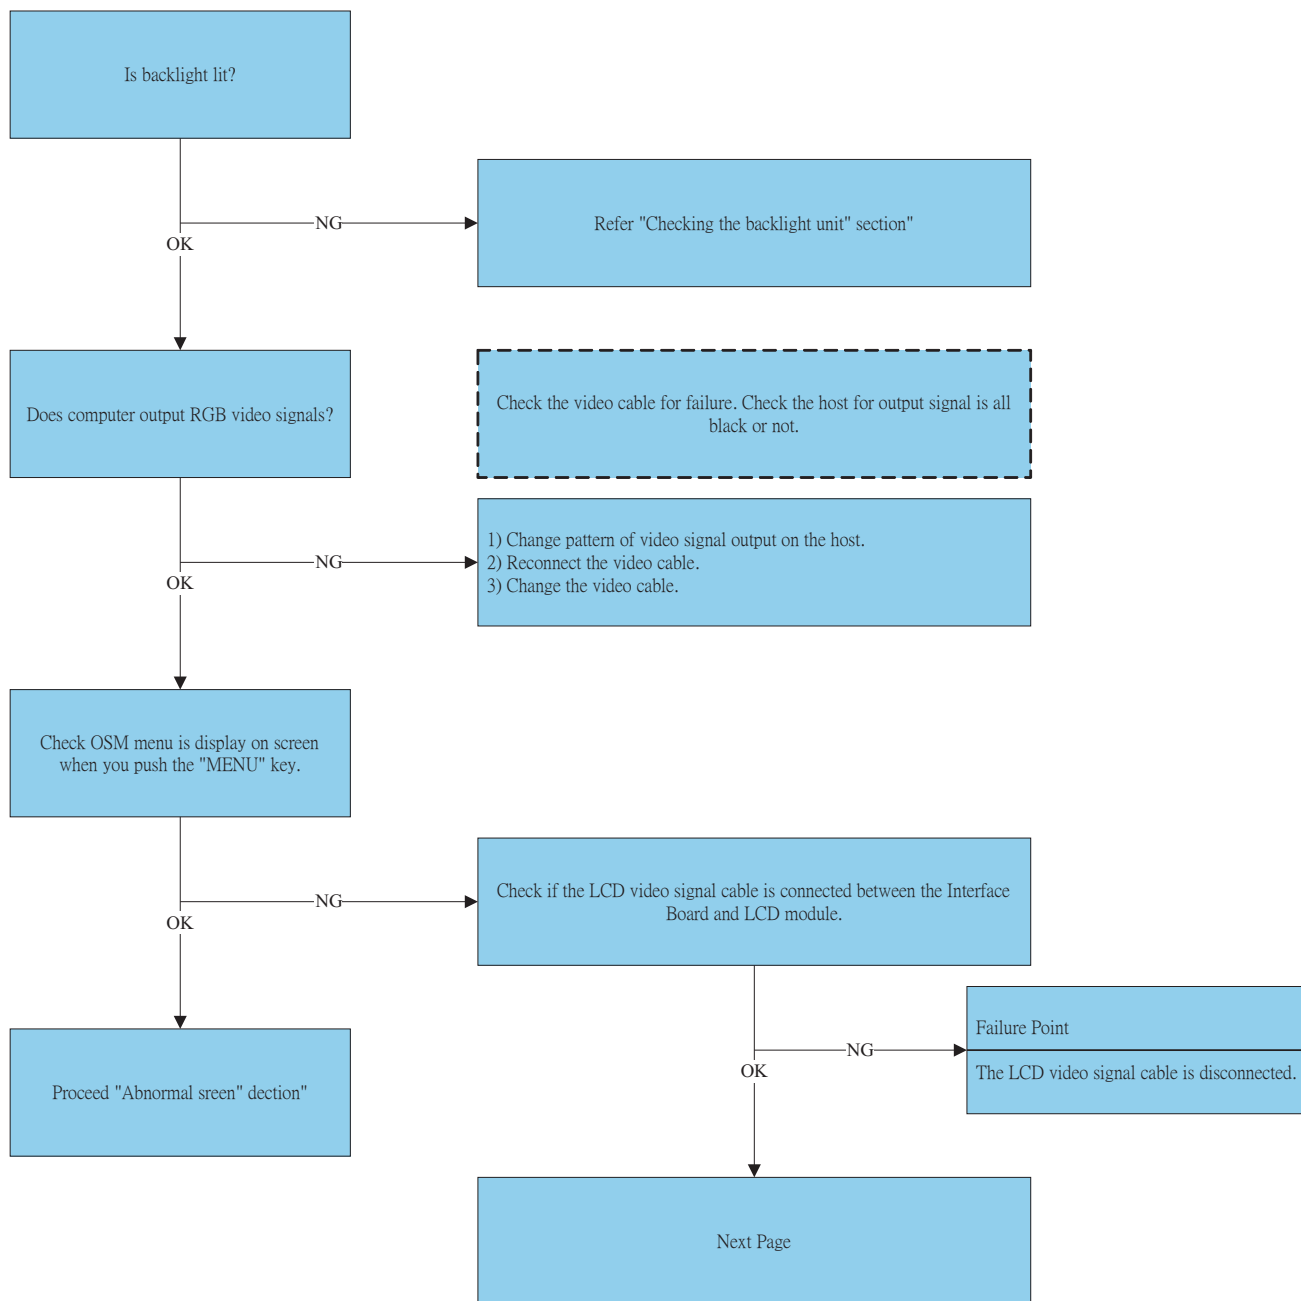 Is backlight lit?
NG
Refer "Checking the backlight unit" section"
OK
Does computer output RGB video signals?
Check the video cable for failure. Check the host for output signal is all
black or not.
1) Change pattern of video signal output on the host.
2) Reconnect the video cable.
3) Change the video cable.
NG
OK
Check OSM menu is display on screen
when you push the "MENU" key.
NG
Check if the LCD video signal cable is connected between the Interface
Board and LCD module.
OK
Proceed "Abnormal sreen" dection"
NG
Failure Point
The LCD video signal cable is disconnected.
OK
Next Page